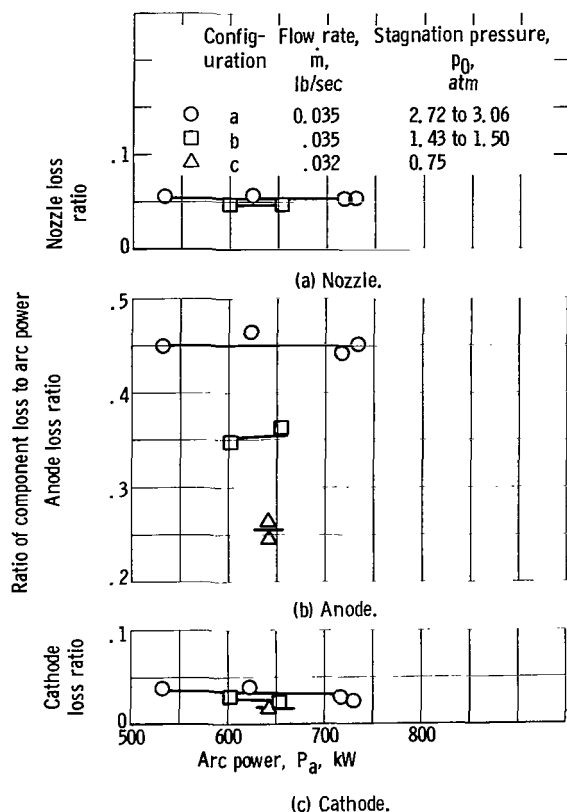 Config- Flow rate, Stagnation pressure,
uration ṁ, p0,
lb/sec atm
a 0.035 2.72 to 3.06
b .035 1.43 to 1.50
c .032 0.75
Nozzle loss
ratio
.1
0
(a) Nozzle.
Ratio of component loss to arc power
Anode loss ratio
.5
.4
.3
.2
(b) Anode.
Cathode
loss ratio
.1
0
500 600 700 800
Arc power, Pa, kW
(c) Cathode.